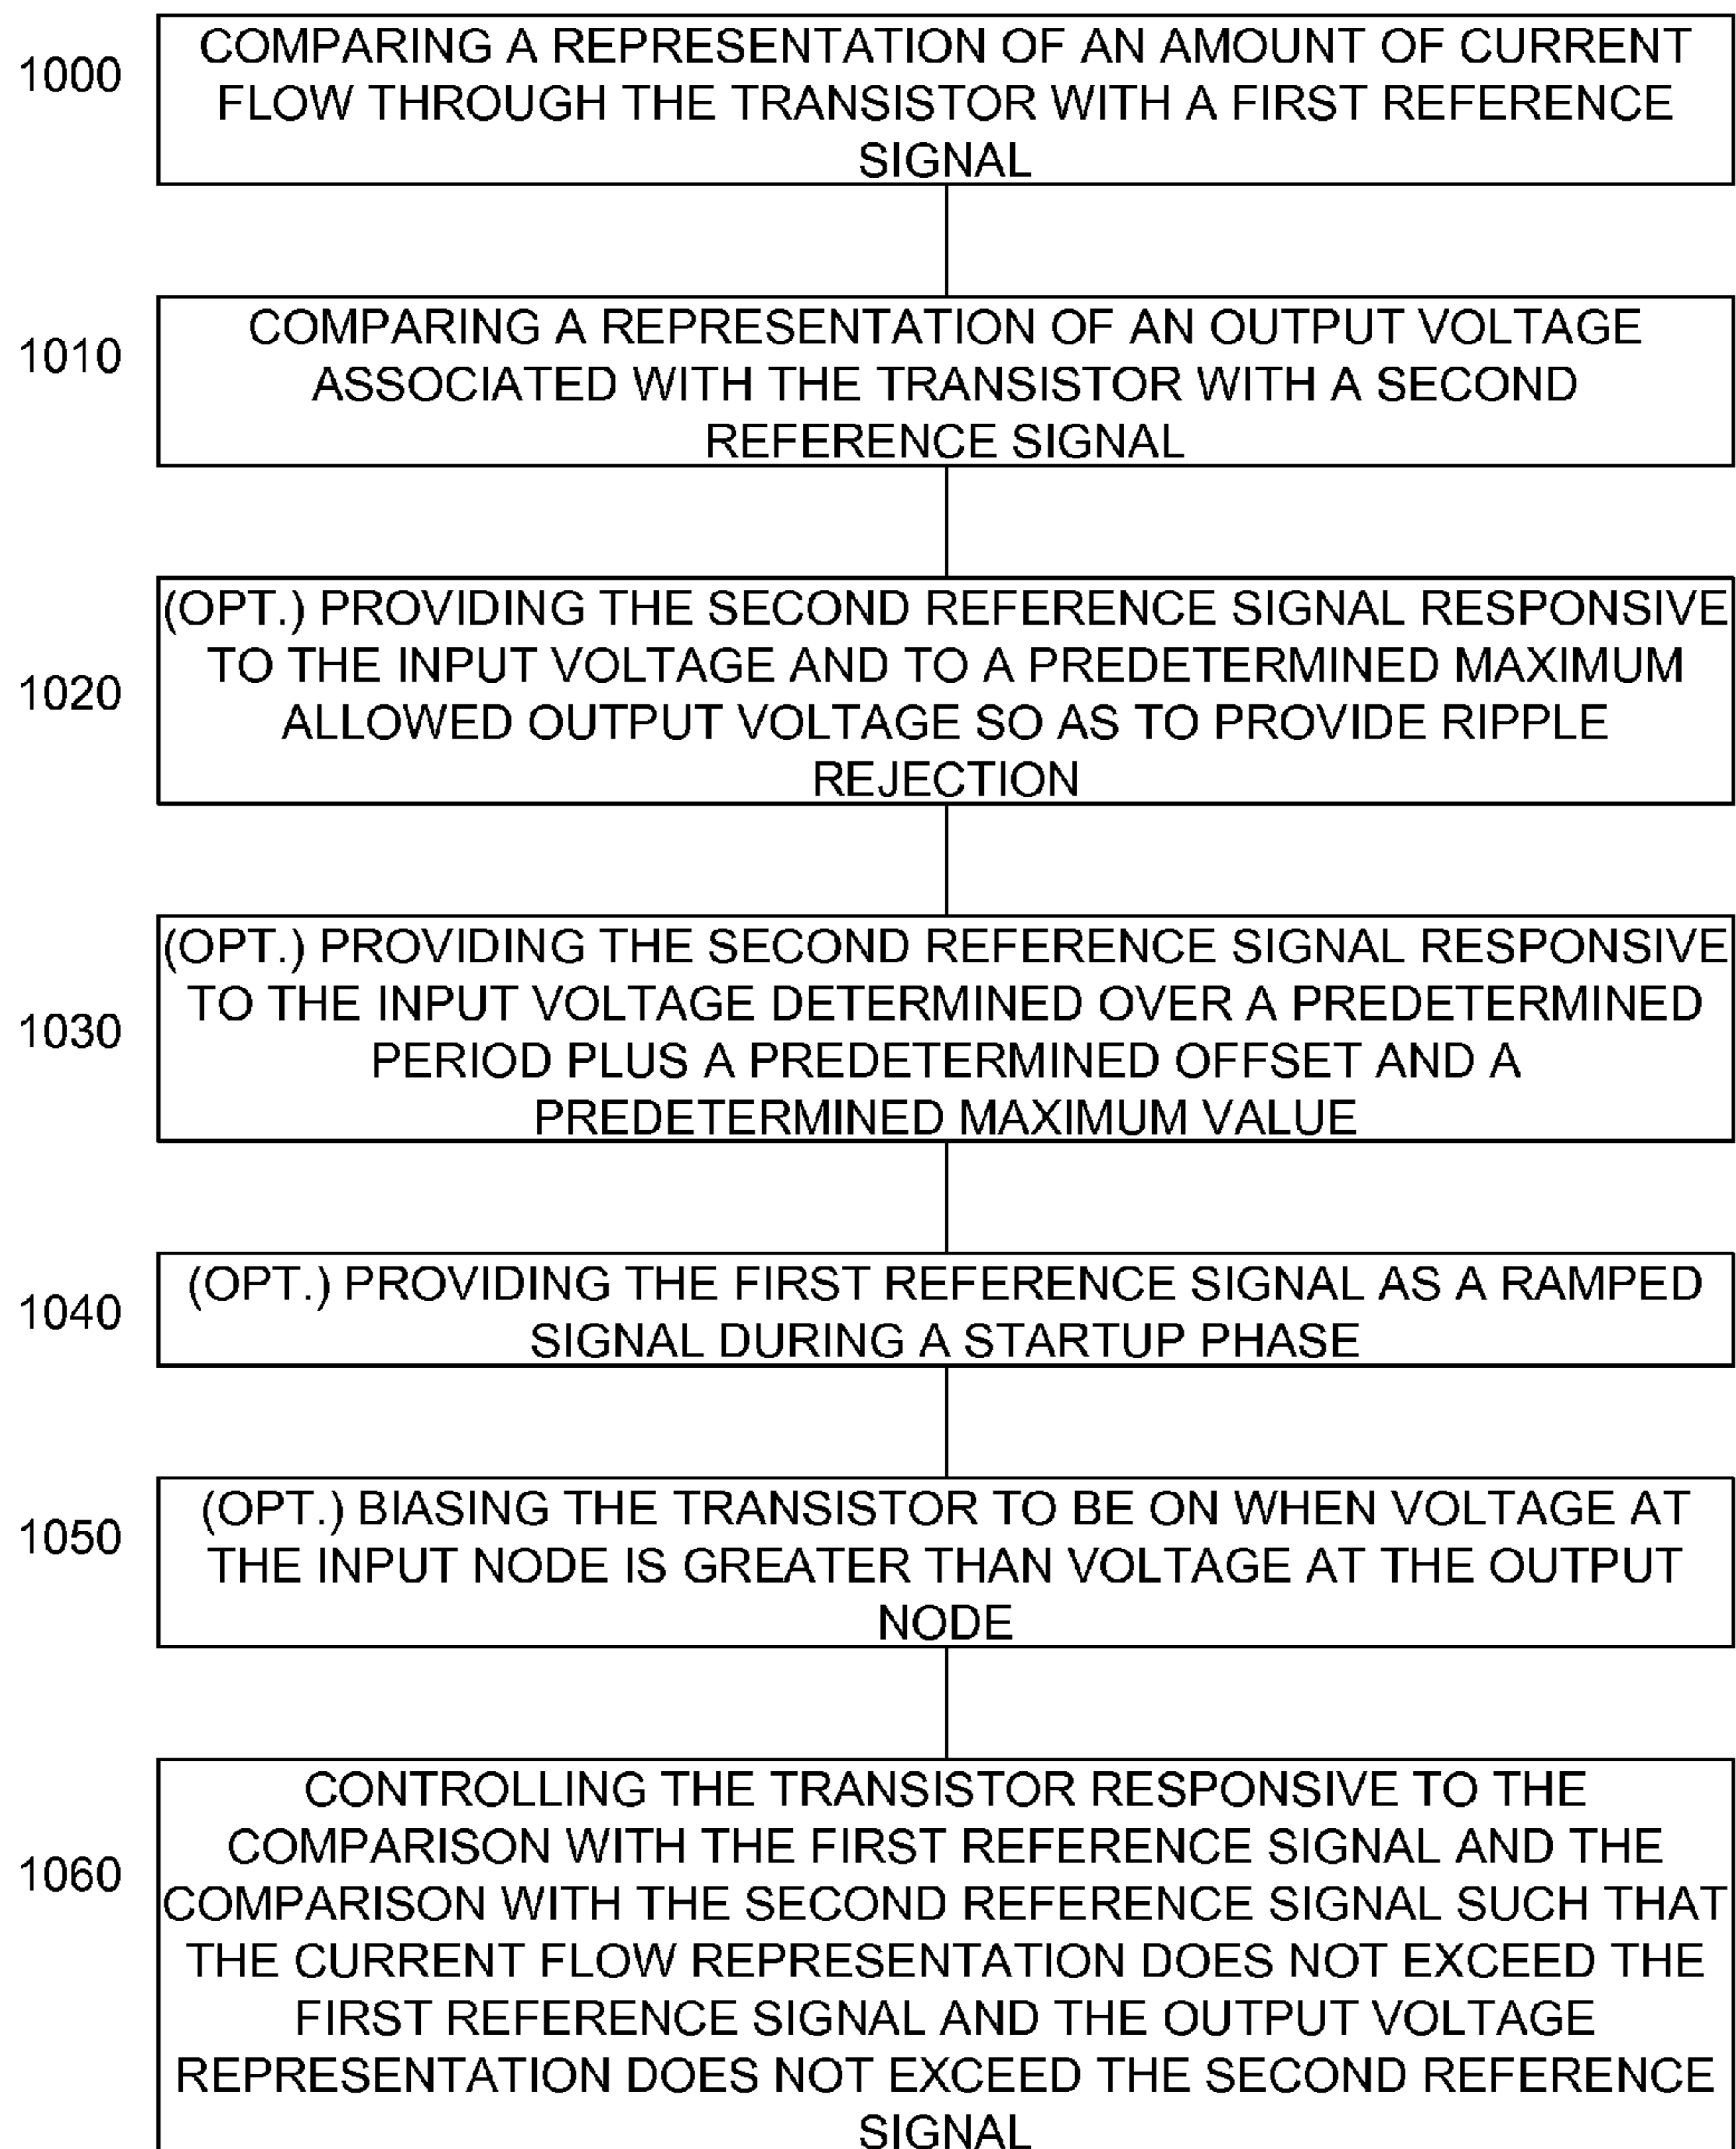 1000
COMPARING A REPRESENTATION OF AN AMOUNT OF CURRENT
FLOW THROUGH THE TRANSISTOR WITH A FIRST REFERENCE
SIGNAL
1010
COMPARING A REPRESENTATION OF AN OUTPUT VOLTAGE
ASSOCIATED WITH THE TRANSISTOR WITH A SECOND
REFERENCE SIGNAL
1020
(OPT.) PROVIDING THE SECOND REFERENCE SIGNAL RESPONSIVE
TO THE INPUT VOLTAGE AND TO A PREDETERMINED MAXIMUM
ALLOWED OUTPUT VOLTAGE SO AS TO PROVIDE RIPPLE
REJECTION
1030
(OPT.) PROVIDING THE SECOND REFERENCE SIGNAL RESPONSIVE
TO THE INPUT VOLTAGE DETERMINED OVER A PREDETERMINED
PERIOD PLUS A PREDETERMINED OFFSET AND A
PREDETERMINED MAXIMUM VALUE
1040
(OPT.) PROVIDING THE FIRST REFERENCE SIGNAL AS A RAMPED
SIGNAL DURING A STARTUP PHASE
1050
(OPT.) BIASING THE TRANSISTOR TO BE ON WHEN VOLTAGE AT
THE INPUT NODE IS GREATER THAN VOLTAGE AT THE OUTPUT
NODE
1060
CONTROLLING THE TRANSISTOR RESPONSIVE TO THE
COMPARISON WITH THE FIRST REFERENCE SIGNAL AND THE
COMPARISON WITH THE SECOND REFERENCE SIGNAL SUCH THAT
THE CURRENT FLOW REPRESENTATION DOES NOT EXCEED THE
FIRST REFERENCE SIGNAL AND THE OUTPUT VOLTAGE
REPRESENTATION DOES NOT EXCEED THE SECOND REFERENCE
SIGNAL